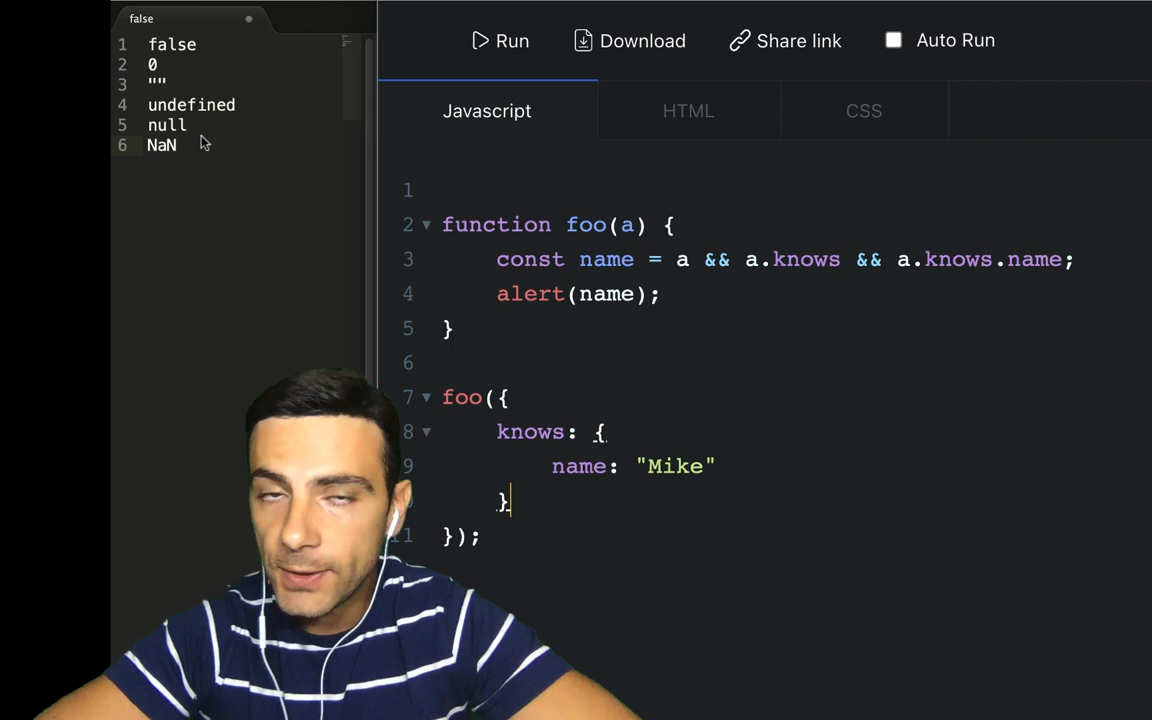 false
1 false
2 0
3 ""
4 undefined
5 null
6 NaN
Run Download Share link Auto Run
Javascript HTML CSS
1
2 function foo(a) {
3 const name = a && a.knows && a.knows.name;
4 alert(name);
5 }
6
7 foo({
8 knows: {
9 name: "Mike"
}
11 });